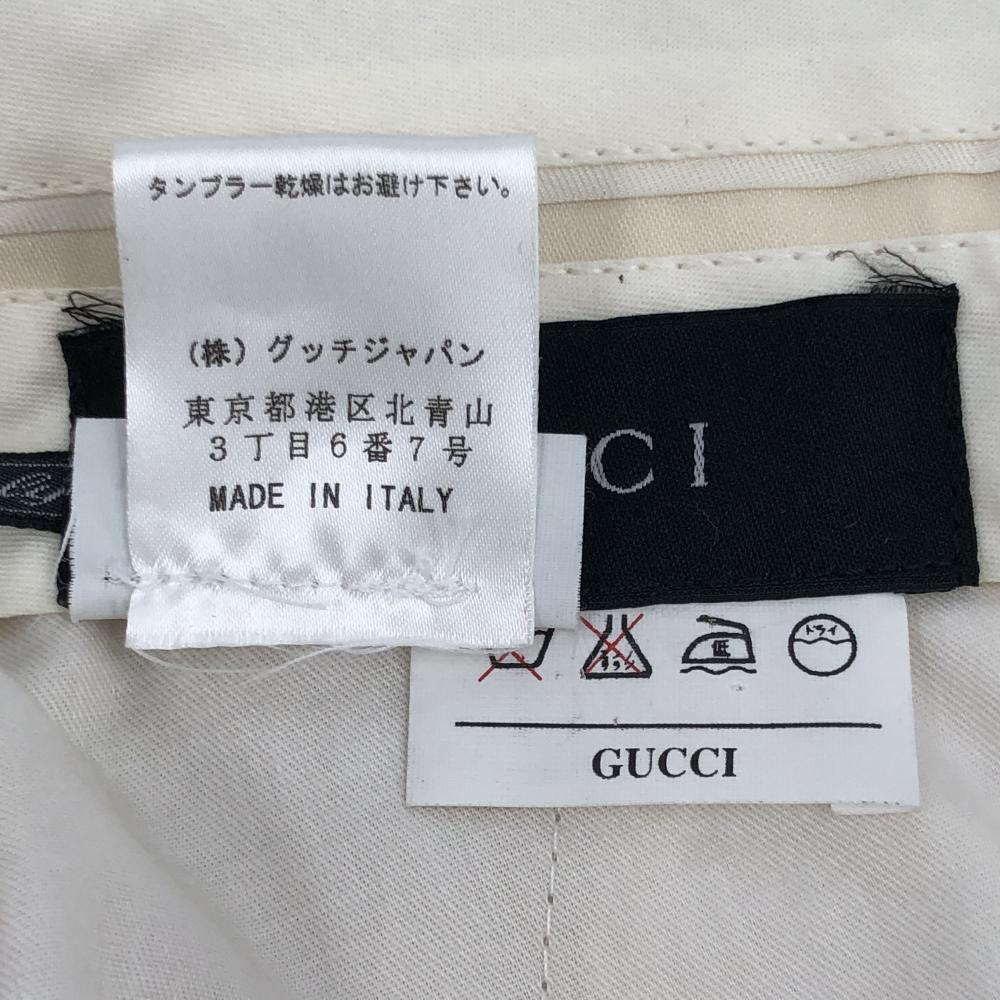 タンブラー乾燥はお避け下さい。
(株) グッチジャパン
東京都港区北青山
3丁目6番7号
MADE IN ITALY
CI
低
ドライ
GUCCI